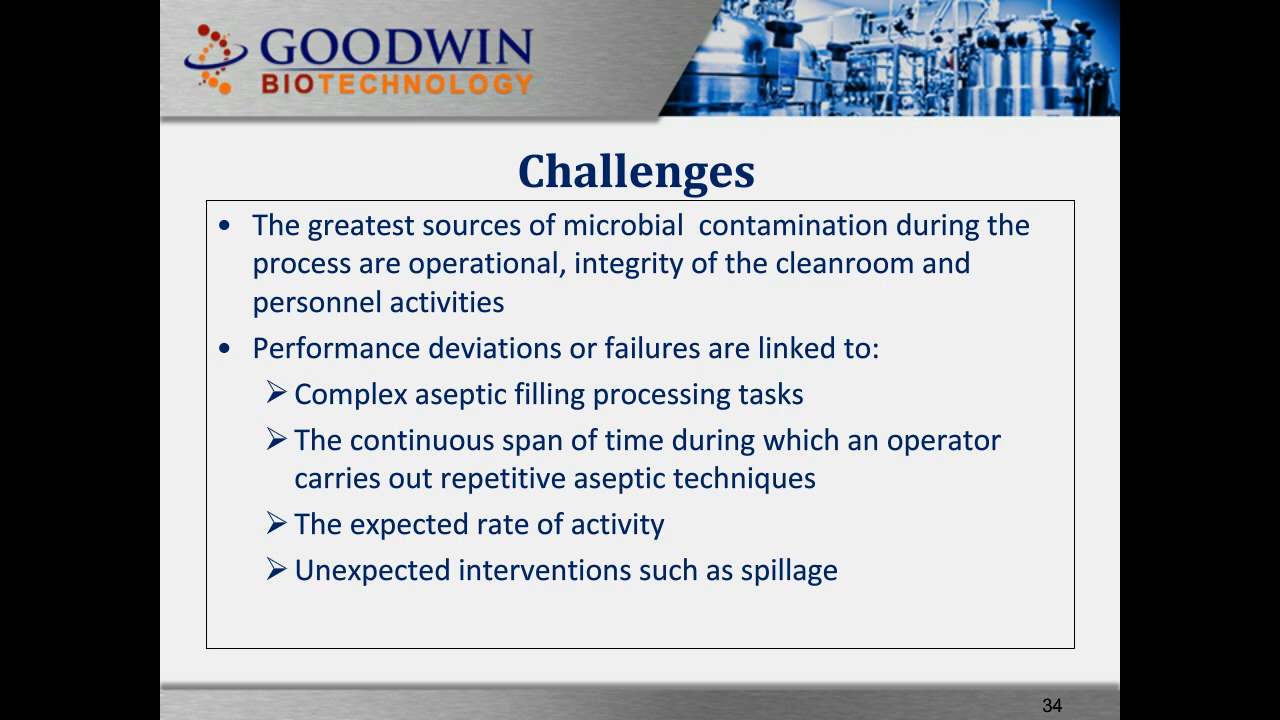 GOODWIN
BIOTECHNOLOGY
Challenges
• The greatest sources of microbial  contamination during the
process are operational, integrity of the cleanroom and
personnel activities
• Performance deviations or failures are linked to:
➢ Complex aseptic filling processing tasks
➢ The continuous span of time during which an operator
carries out repetitive aseptic techniques
➢ The expected rate of activity
➢ Unexpected interventions such as spillage
34